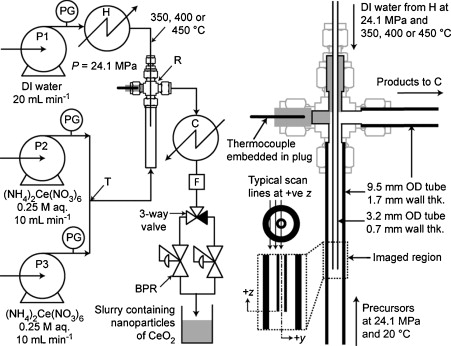 PG
P1
DI water
20 mL min⁻¹
H
350, 400 or
450 °C
P = 24.1 MPa
R
PG
P2
(NH₄)₂Ce(NO₃)₆
0.25 M aq.
10 mL min⁻¹
T
PG
P3
(NH₄)₂Ce(NO₃)₆
0.25 M aq.
10 mL min⁻¹
C
F
3-way
valve
BPR
Slurry containing
nanoparticles
of CeO₂
DI water from H at
24.1 MPa and
350, 400 or 450 °C
Products to C
Thermocouple
embedded in plug
Typical scan
lines at +ve z
9.5 mm OD tube
1.7 mm wall thk.
3.2 mm OD tube
0.7 mm wall thk.
Imaged region
+z
+y
Precursors
at 24.1 MPa
and 20 °C